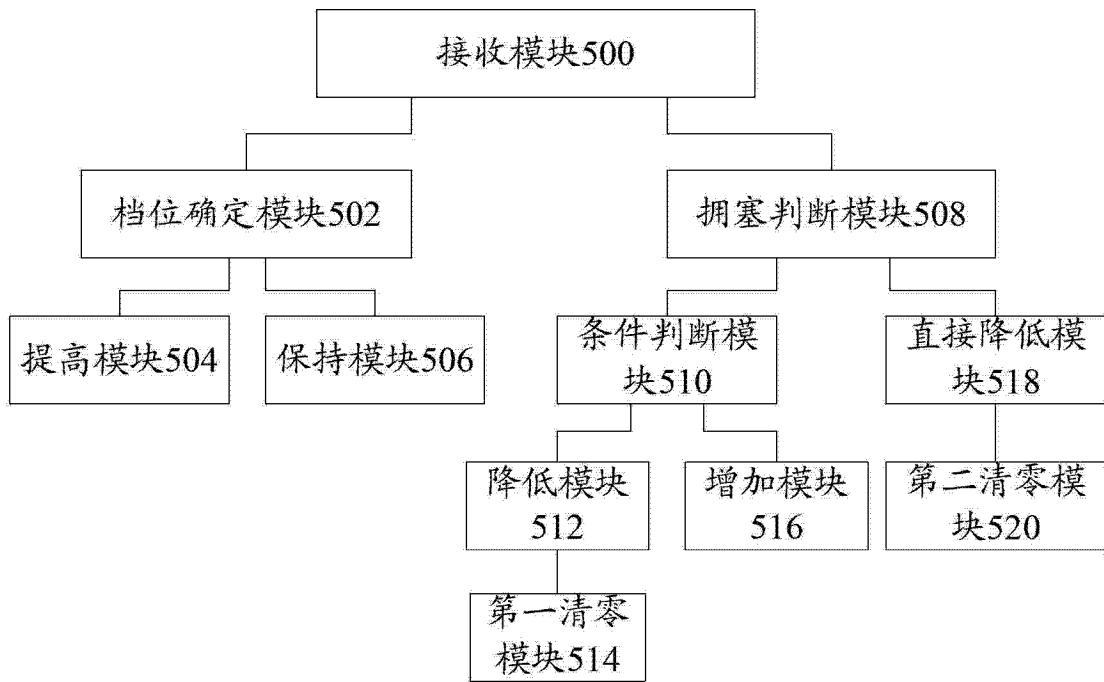 接收模块500
档位确定模块502
拥塞判断模块508
提高模块504
保持模块506
条件判断模
块510
直接降低模
块518
降低模块
512
增加模块
516
第二清零模
块520
第一清零
模块514